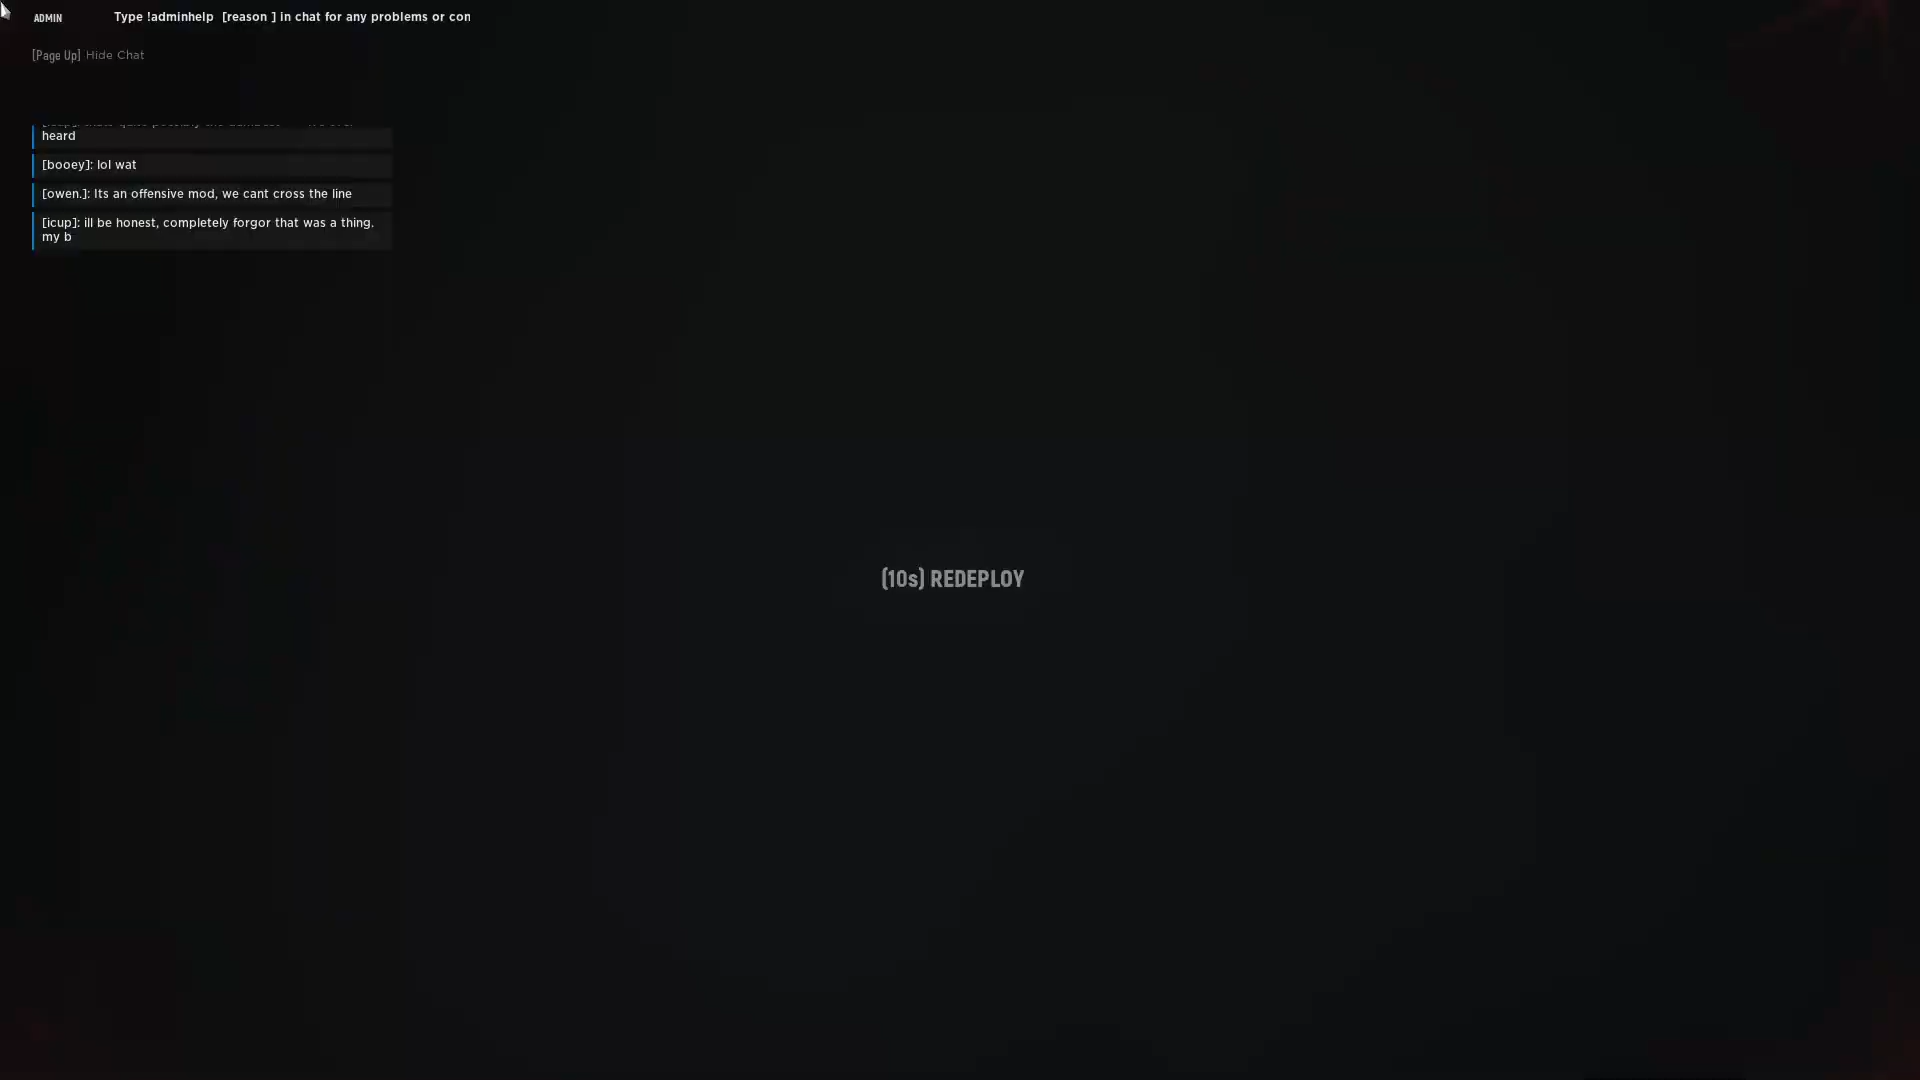 ADMIN Type !adminhelp [reason ] in chat for any problems or con
[Page Up] Hide Chat
heard
[booey]: lol wat
[owen.]: Its an offensive mod, we cant cross the line
[icup]: ill be honest, completely forgor that was a thing.
my b
(10s) REDEPLOY